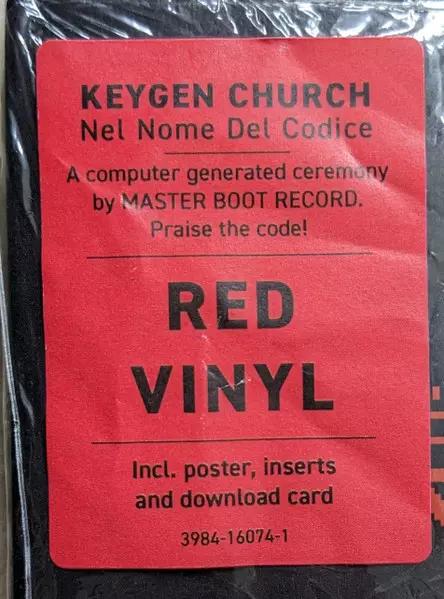 KEYGEN CHURCH
Nel Nome Del Codice
A computer generated ceremony
by MASTER BOOT RECORD.
Praise the code!
RED
VINYL
Incl. poster, inserts
and download card
3984-16074-1